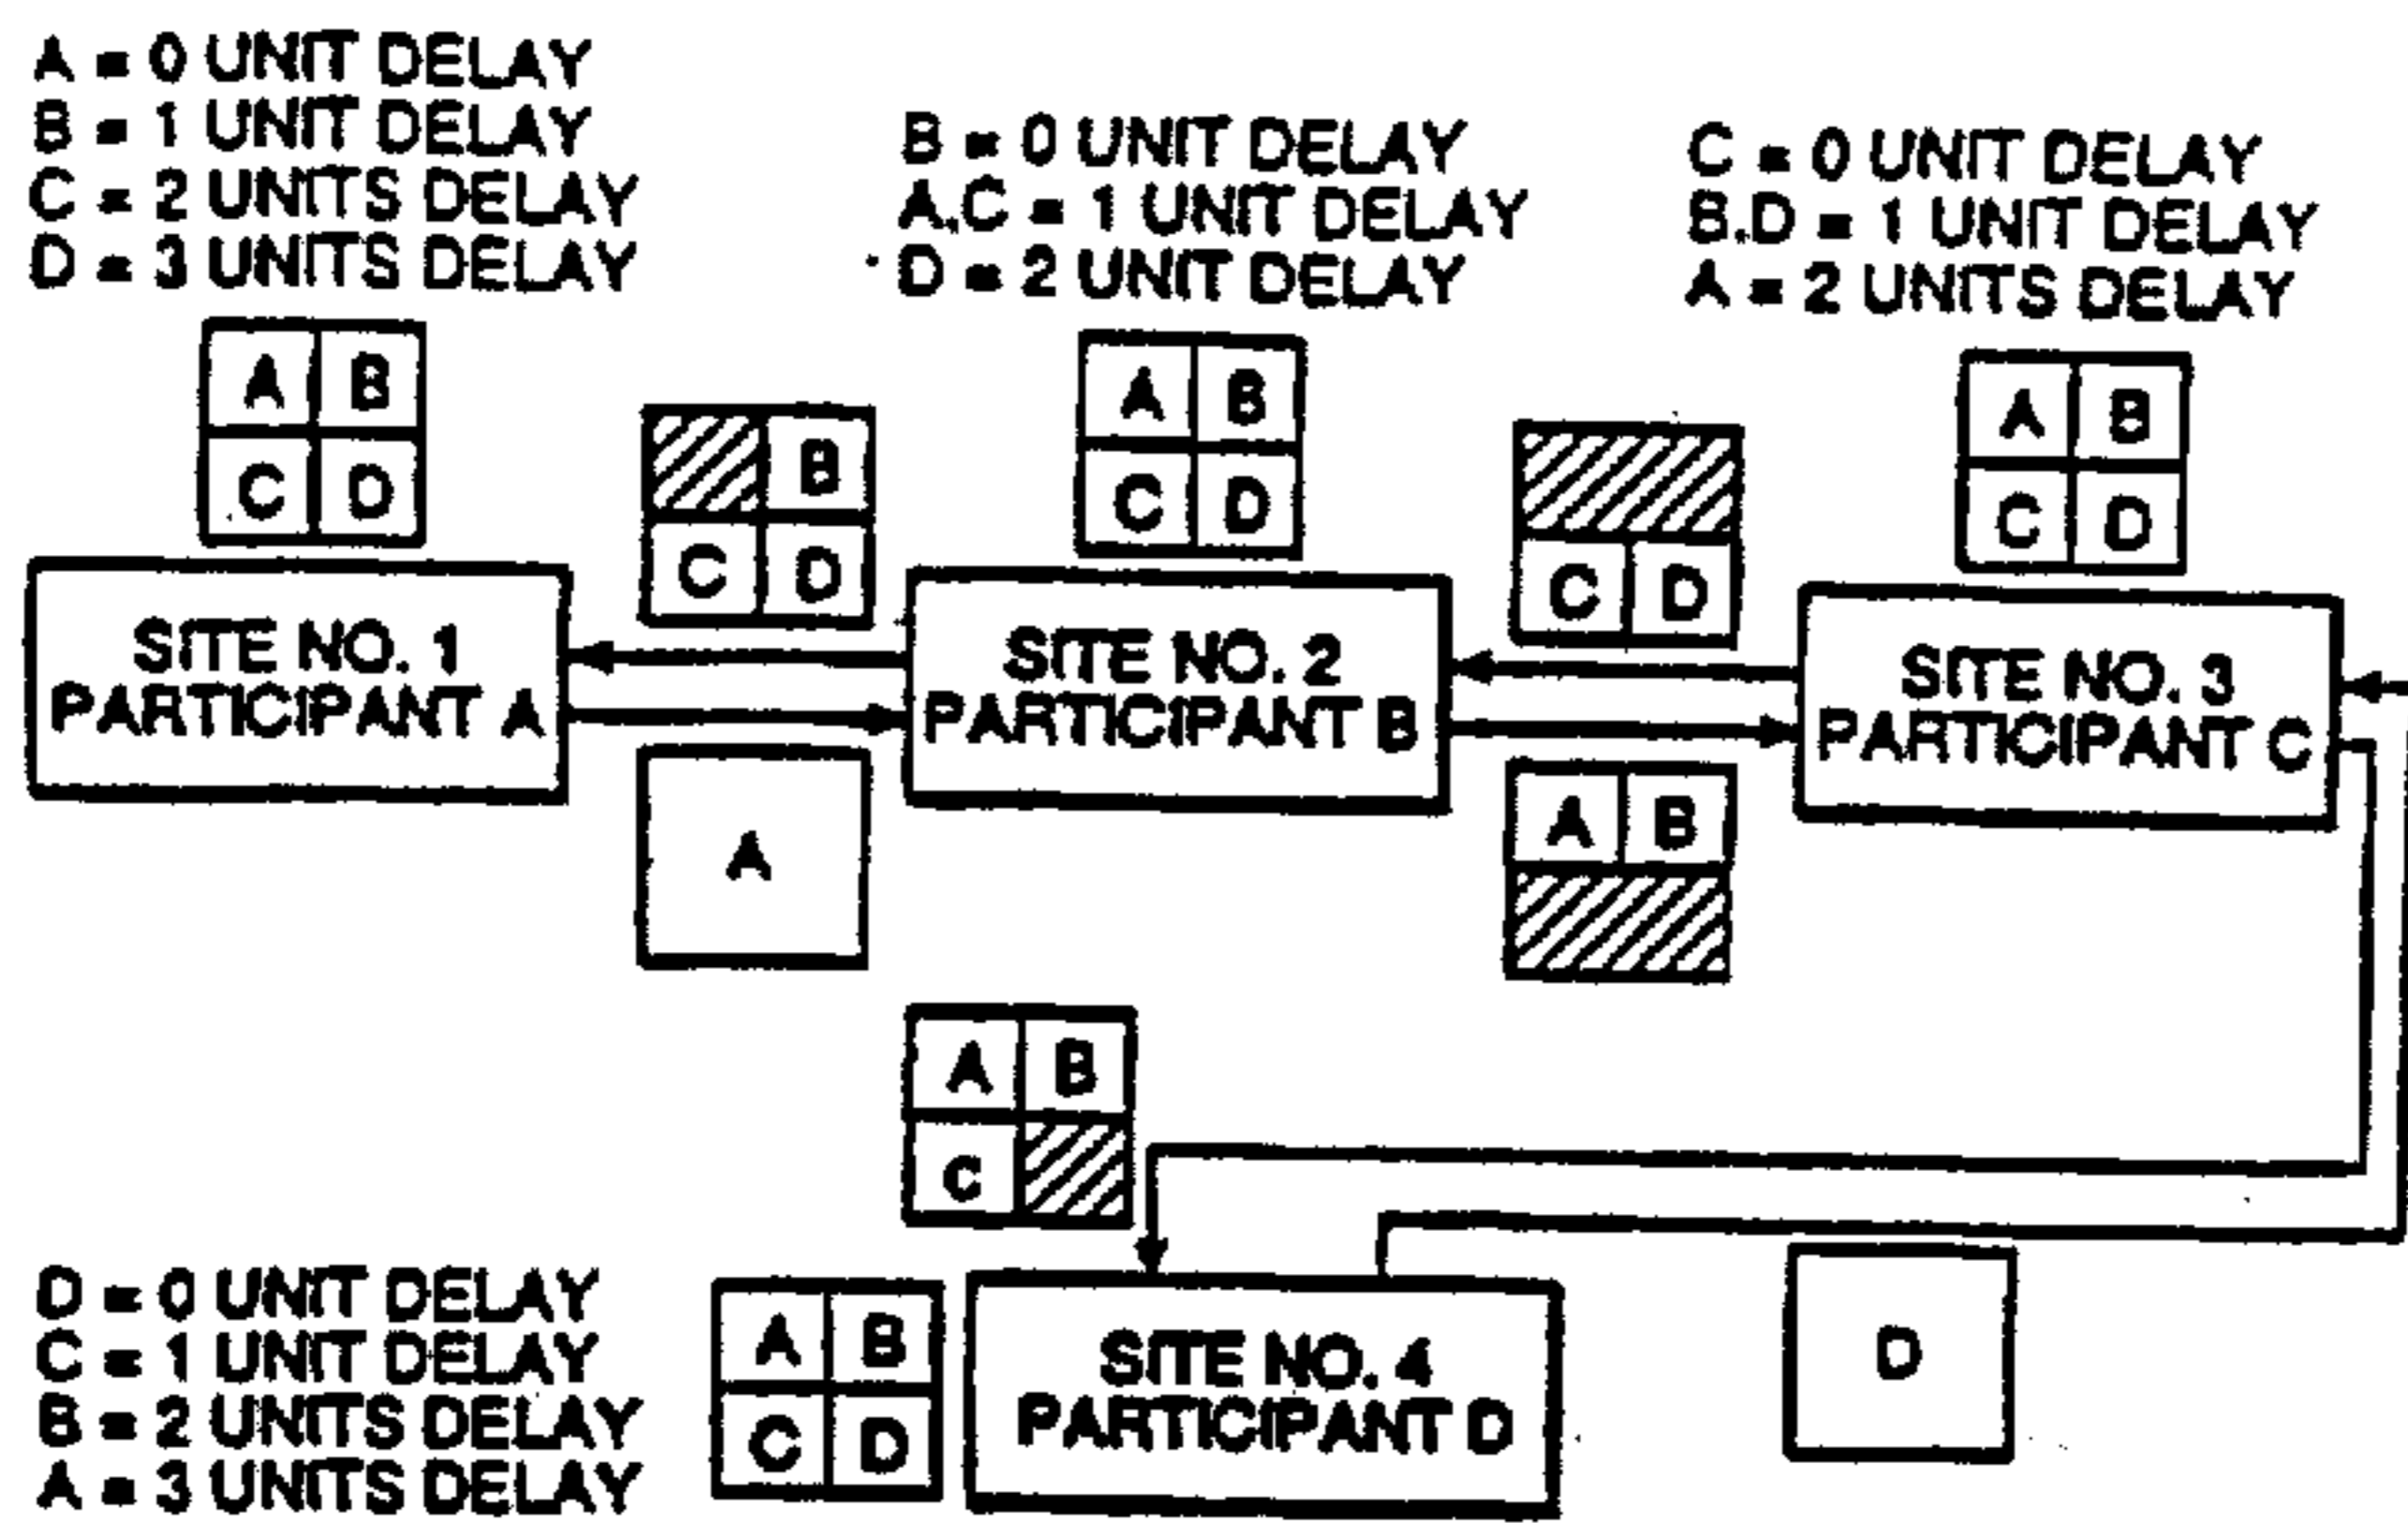 A = 0 UNIT DELAY
B = 1 UNIT DELAY
C = 2 UNITS DELAY
D = 3 UNITS DELAY
B = 0 UNIT DELAY
A.C = 1 UNIT DELAY
D = 2 UNIT DELAY
C = 0 UNIT DELAY
B.D = 1 UNIT DELAY
A = 2 UNITS DELAY
A B
C D
B
C D
A B
C D
C D
A B
C D
SITE NO. 1
PARTICIPANT A
SITE NO. 2
PARTICIPANT B
SITE NO. 3
PARTICIPANT C
A
A B
A B
C
D = 0 UNIT DELAY
C = 1 UNIT DELAY
B = 2 UNITS DELAY
A = 3 UNITS DELAY
A B
C D
SITE NO. 4
PARTICIPANT D
D